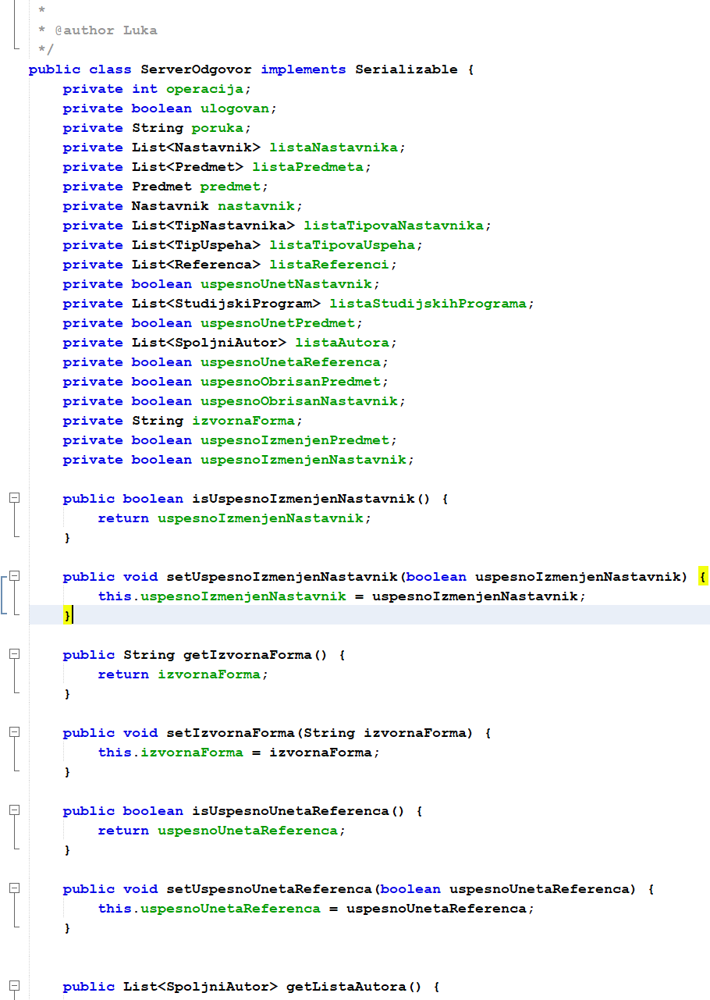 *
* @author Luka
*/
public class ServerOdgovor implements Serializable {
    private int operacija;
    private boolean ulogovan;
    private String poruka;
    private List<Nastavnik> listaNastavnika;
    private List<Predmet> listaPredmeta;
    private Predmet predmet;
    private Nastavnik nastavnik;
    private List<TipNastavnika> listaTipovaNastavnika;
    private List<TipUspeha> listaTipovaUspeha;
    private List<Referenca> listaReferenci;
    private boolean uspesnoUnetNastavnik;
    private List<StudijskiProgram> listaStudijskihPrograma;
    private boolean uspesnoUnetPredmet;
    private List<SpoljniAutor> listaAutora;
    private boolean uspesnoUnetaReferenca;
    private boolean uspesnoObrisanPredmet;
    private boolean uspesnoObrisanNastavnik;
    private String izvornaForma;
    private boolean uspesnoIzmenjenPredmet;
    private boolean uspesnoIzmenjenNastavnik;

    public boolean isUspesnoIzmenjenNastavnik() {
        return uspesnoIzmenjenNastavnik;
    }

    public void setUspesnoIzmenjenNastavnik(boolean uspesnoIzmenjenNastavnik) {
        this.uspesnoIzmenjenNastavnik = uspesnoIzmenjenNastavnik;
    }

    public String getIzvornaForma() {
        return izvornaForma;
    }

    public void setIzvornaForma(String izvornaForma) {
        this.izvornaForma = izvornaForma;
    }

    public boolean isUspesnoUnetaReferenca() {
        return uspesnoUnetaReferenca;
    }

    public void setUspesnoUnetaReferenca(boolean uspesnoUnetaReferenca) {
        this.uspesnoUnetaReferenca = uspesnoUnetaReferenca;
    }

    public List<SpoljniAutor> getListaAutora() {